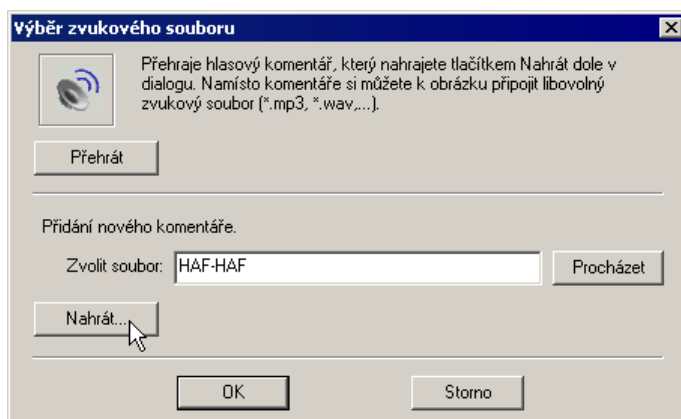 Výběr zvukového souboru
Přehraje hlasový komentář, který nahrajete tlačítkem Nahrát dole v
dialogu. Namísto komentáře si můžete k obrázku připojit libovolný
zvukový soubor (*.mp3, *.wav,...).
Přehrát
Přidání nového komentáře.
Zvolit soubor: HAF-HAF Procházet
Nahrát...
OK Storno